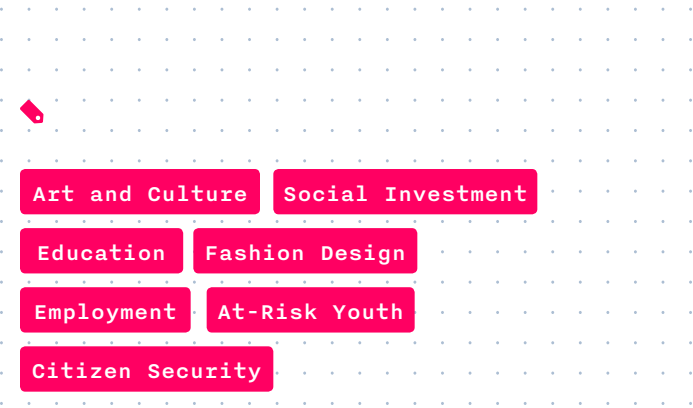 Art and Culture Social Investment
Education Fashion Design
Employment At-Risk Youth
Citizen Security